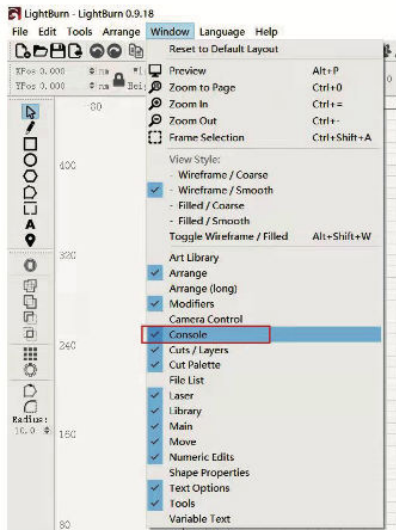 LightBurn - LightBurn 0.9.18
File Edit Tools Arrange Window Language Help
Reset to Default Layout
XPos 0.000
YPos 0.000
Preview Alt+P
Zoom to Page Ctrl+0
Zoom In Ctrl+=
Zoom Out Ctrl+-
Frame Selection Ctrl+Shift+A
View Style:
- Wireframe / Coarse
- Wireframe / Smooth
- Filled / Coarse
- Filled / Smooth
Toggle Wireframe / Filled Alt+Shift+W
Art Library
Arrange
Arrange (long)
Modifiers
Camera Control
Console
Cuts / Layers
Cut Palette
File List
Laser
Library
Main
Move
Numeric Edits
Shape Properties
Text Options
Tools
Variable Text
A
Radius:
10.0
400
320
240
160
80